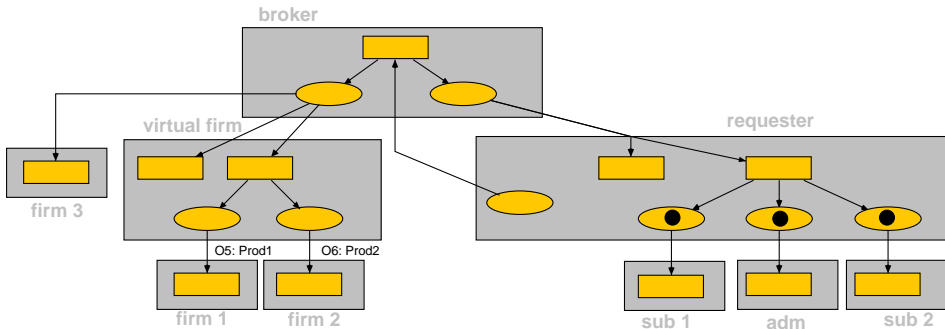 broker
virtual firm
requester
firm 3
O5: Prod1
O6: Prod2
firm 1
firm 2
sub 1
adm
sub 2